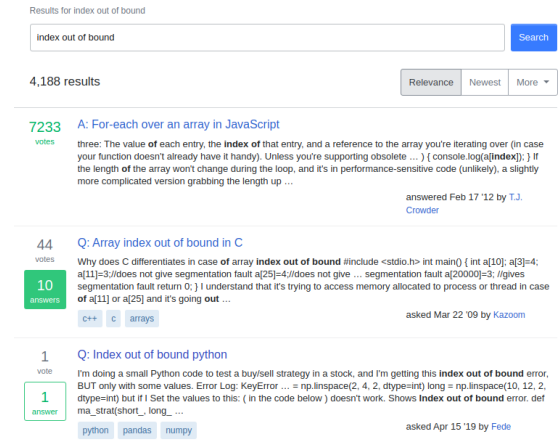 Results for index out of bound
index out of bound
Search
4,188 results
Relevance
Newest
More
7233
votes
A: For-each over an array in JavaScript
three: The value of each entry, the index of that entry, and a reference to the array you're iterating over (in case
your function doesn't already have it handy). Unless you're supporting obsolete … ) { console.log(a[index]); } If
the length of the array won't change during the loop, and it's in performance-sensitive code (unlikely), a slightly
more complicated version grabbing the length up …
answered Feb 17 '12 by T.J.
Crowder
44
votes
10
answers
Q: Array index out of bound in C
Why does C differentiates in case of array index out of bound #include <stdio.h> int main() { int a[10]; a[3]=4;
a[11]=3;//does not give segmentation fault a[25]=4;//does not give … segmentation fault a[20000]=3; //gives
segmentation fault return 0; } I understand that it's trying to access memory allocated to process or thread in case
of a[11] or a[25] and it's going out …
c++ c arrays
asked Mar 22 '09 by Kazoom
1
vote
1
answer
Q: Index out of bound python
I'm doing a small Python code to test a buy/sell strategy in a stock, and I'm getting this index out of bound error,
BUT only with some values. Error Log: KeyError … = np.linspace(2, 4, 2, dtype=int) long = np.linspace(10, 12, 2,
dtype=int) but if I Set the values to this: ( in the code below ) doesn't work. Shows Index out of bound error. def
ma_strat(short_, long_ …
python pandas numpy
asked Apr 15 '19 by Fede